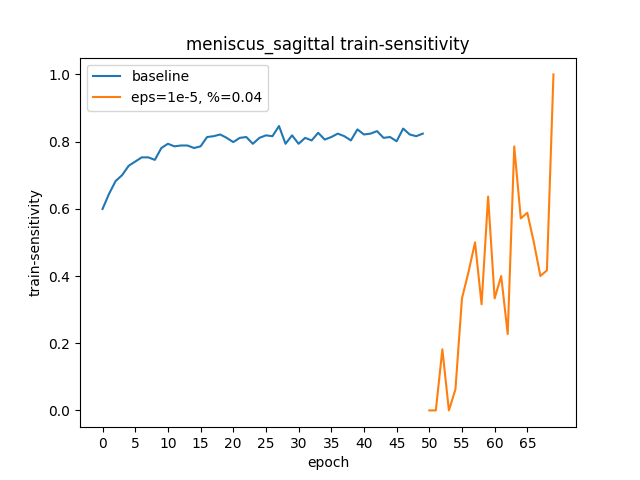 meniscus_sagittal train-sensitivity
baseline
eps=1e-5, %=0.04
train-sensitivity
1.0
0.8
0.6
0.4
0.2
0.0
0 5 10 15 20 25 30 35 40 45 50 55 60 65
epoch